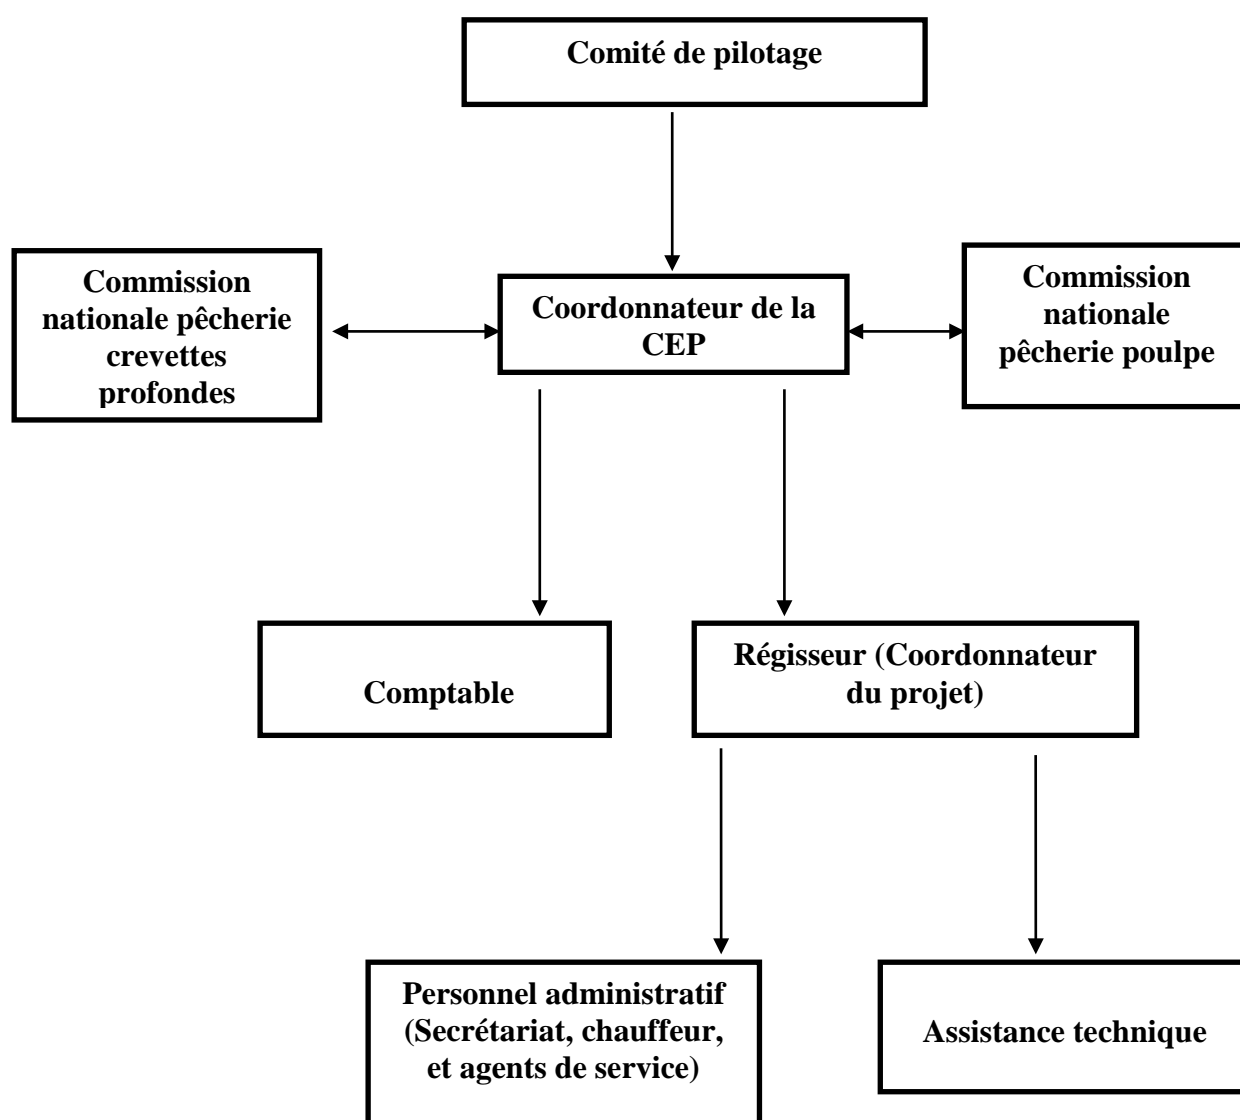 Comité de pilotage
Commission
nationale pêcherie
crevettes
profondes
Coordonnateur de la
CEP
Commission
nationale
pêcherie poulpe
Comptable
Régisseur (Coordonnateur
du projet)
Personnel administratif
(Secrétariat, chauffeur,
et agents de service)
Assistance technique